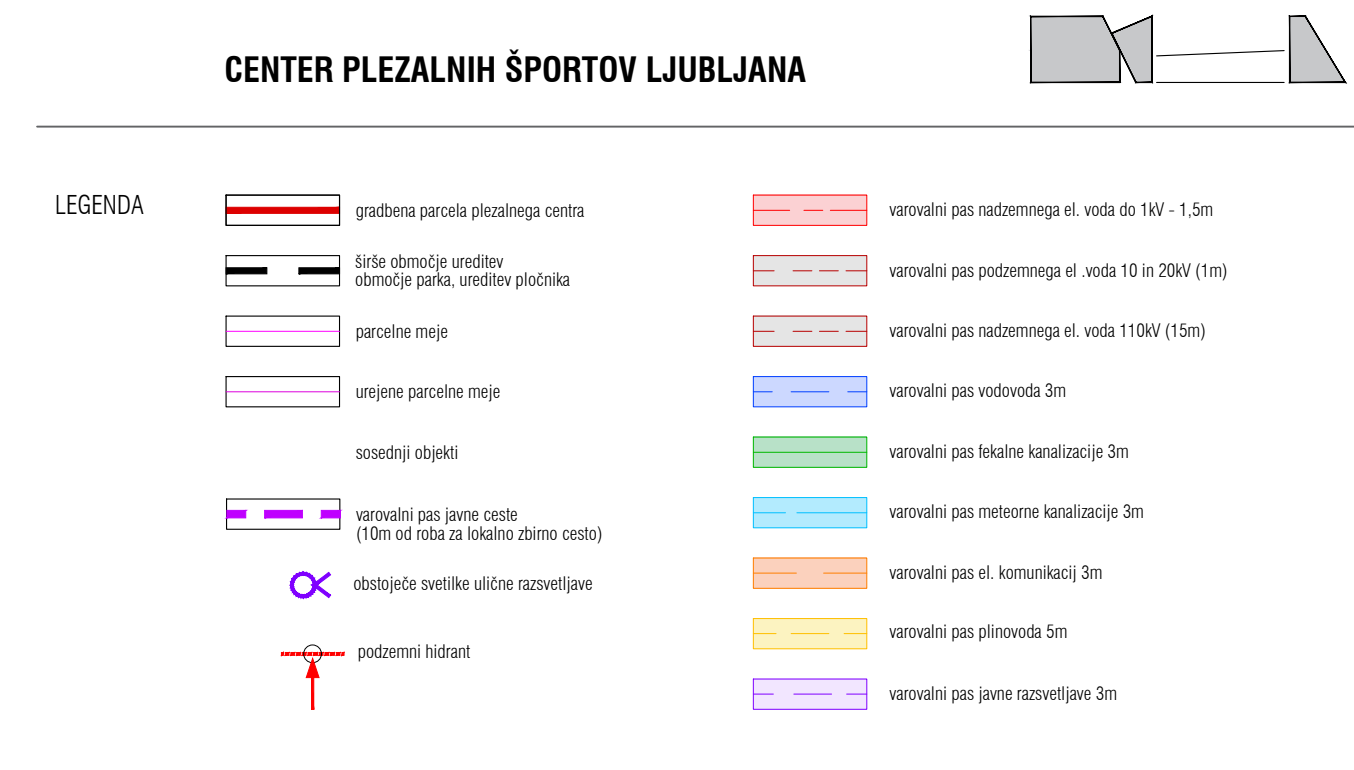 CENTER PLEZALNIH ŠPORTOV LJUBLJANA
LEGENDA
gradbena parcela plezalnega centra
širše območje ureditev
območje parka, ureditev pločnika
parcelne meje
urejene parcelne meje
sosednji objekti
varovalni pas javne ceste
(10m od roba za lokalno zbirno cesto)
obstoječe svetilke ulične razsvetljave
podzemni hidrant
varovalni pas nadzemnega el. voda do 1kV - 1,5m
varovalni pas podzemnega el .voda 10 in 20kV (1m)
varovalni pas nadzemnega el. voda 110kV (15m)
varovalni pas vodovoda 3m
varovalni pas fekalne kanalizacije 3m
varovalni pas meteorne kanalizacije 3m
varovalni pas el. komunikacij 3m
varovalni pas plinovoda 5m
varovalni pas javne razsvetljave 3m